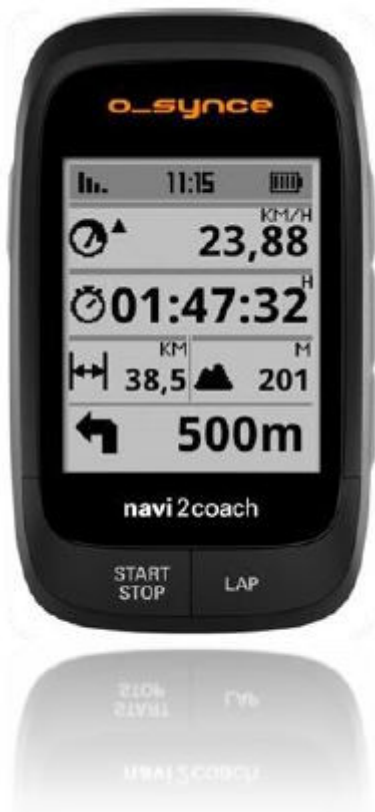 o_synce
11:15
KM/H
23,88
H
01:47:32
KM M
38,5 201
500m
navi2coach
START LAP
STOP